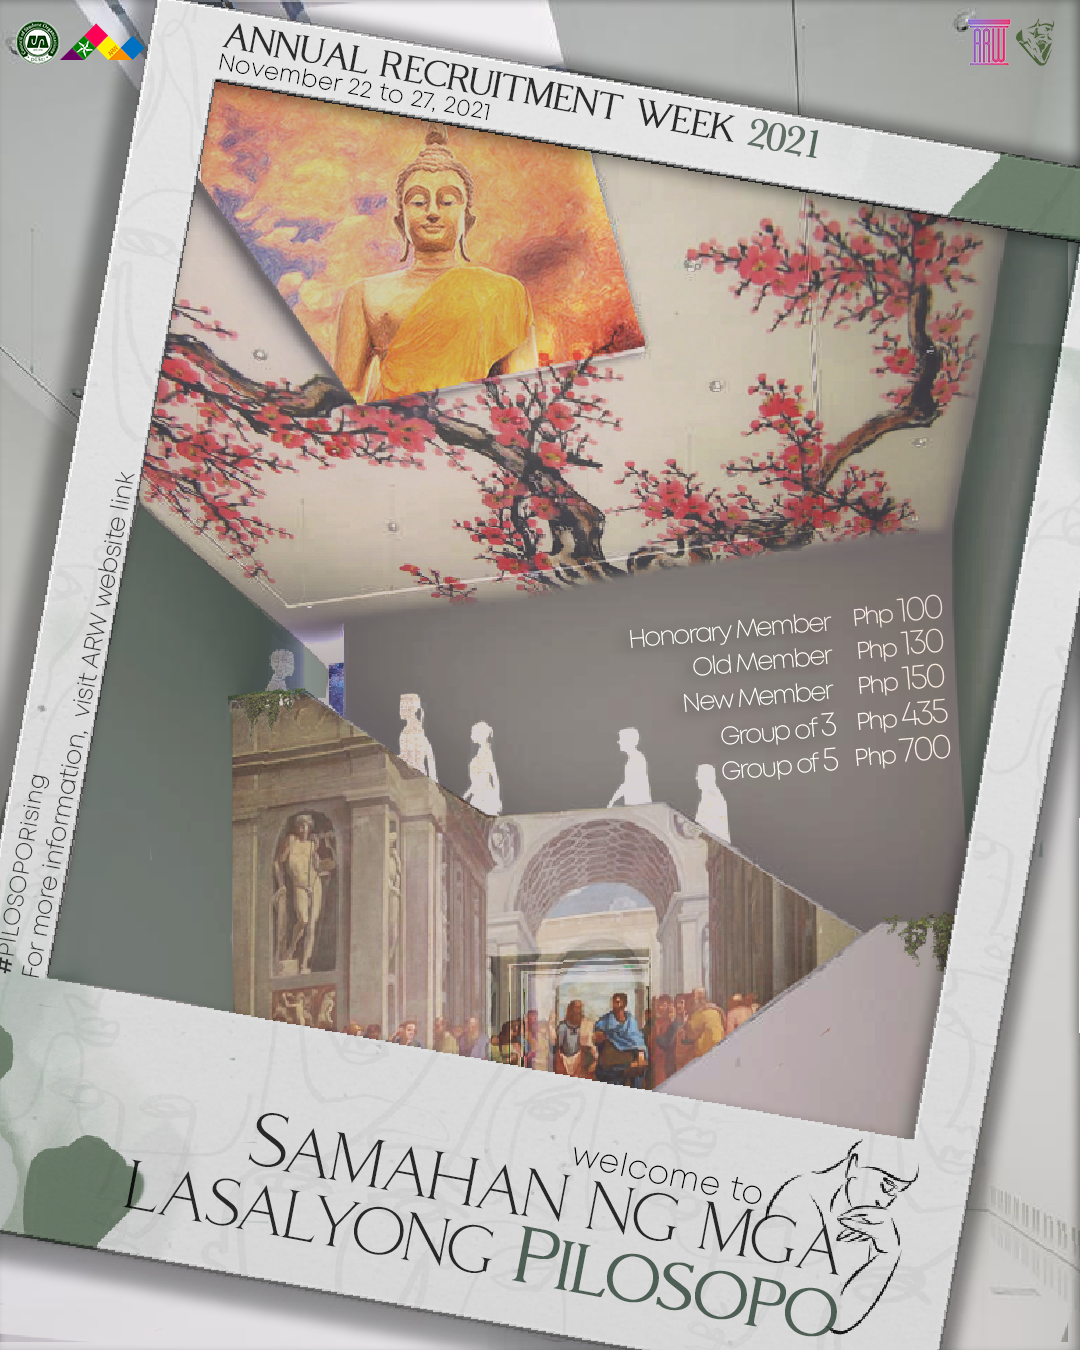 ANNUAL RECRUITMENT WEEK 2021
November 22 to 27, 2021
ARW
Honorary Member Php 100
Old Member Php 130
New Member Php 150
Group of 3 Php 435
Group of 5 Php 700
#PILOSOPORising
For more information, visit ARW website link
welcome to
SAMAHAN NG MGA
LASALYONG PILOSOPO